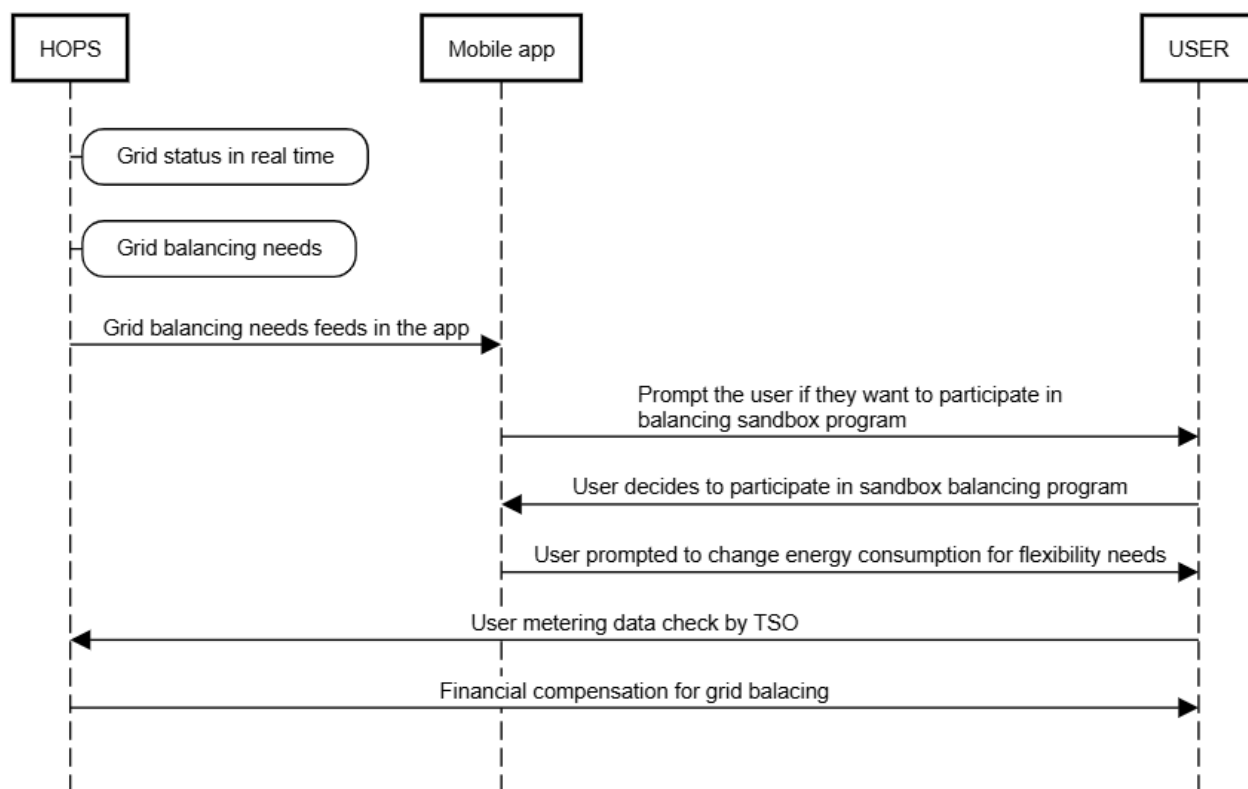 HOPS
Mobile app
USER
Grid status in real time
Grid balancing needs
Grid balancing needs feeds in the app
Prompt the user if they want to participate in
balancing sandbox program
User decides to participate in sandbox balancing program
User prompted to change energy consumption for flexibility needs
User metering data check by TSO
Financial compensation for grid balacing